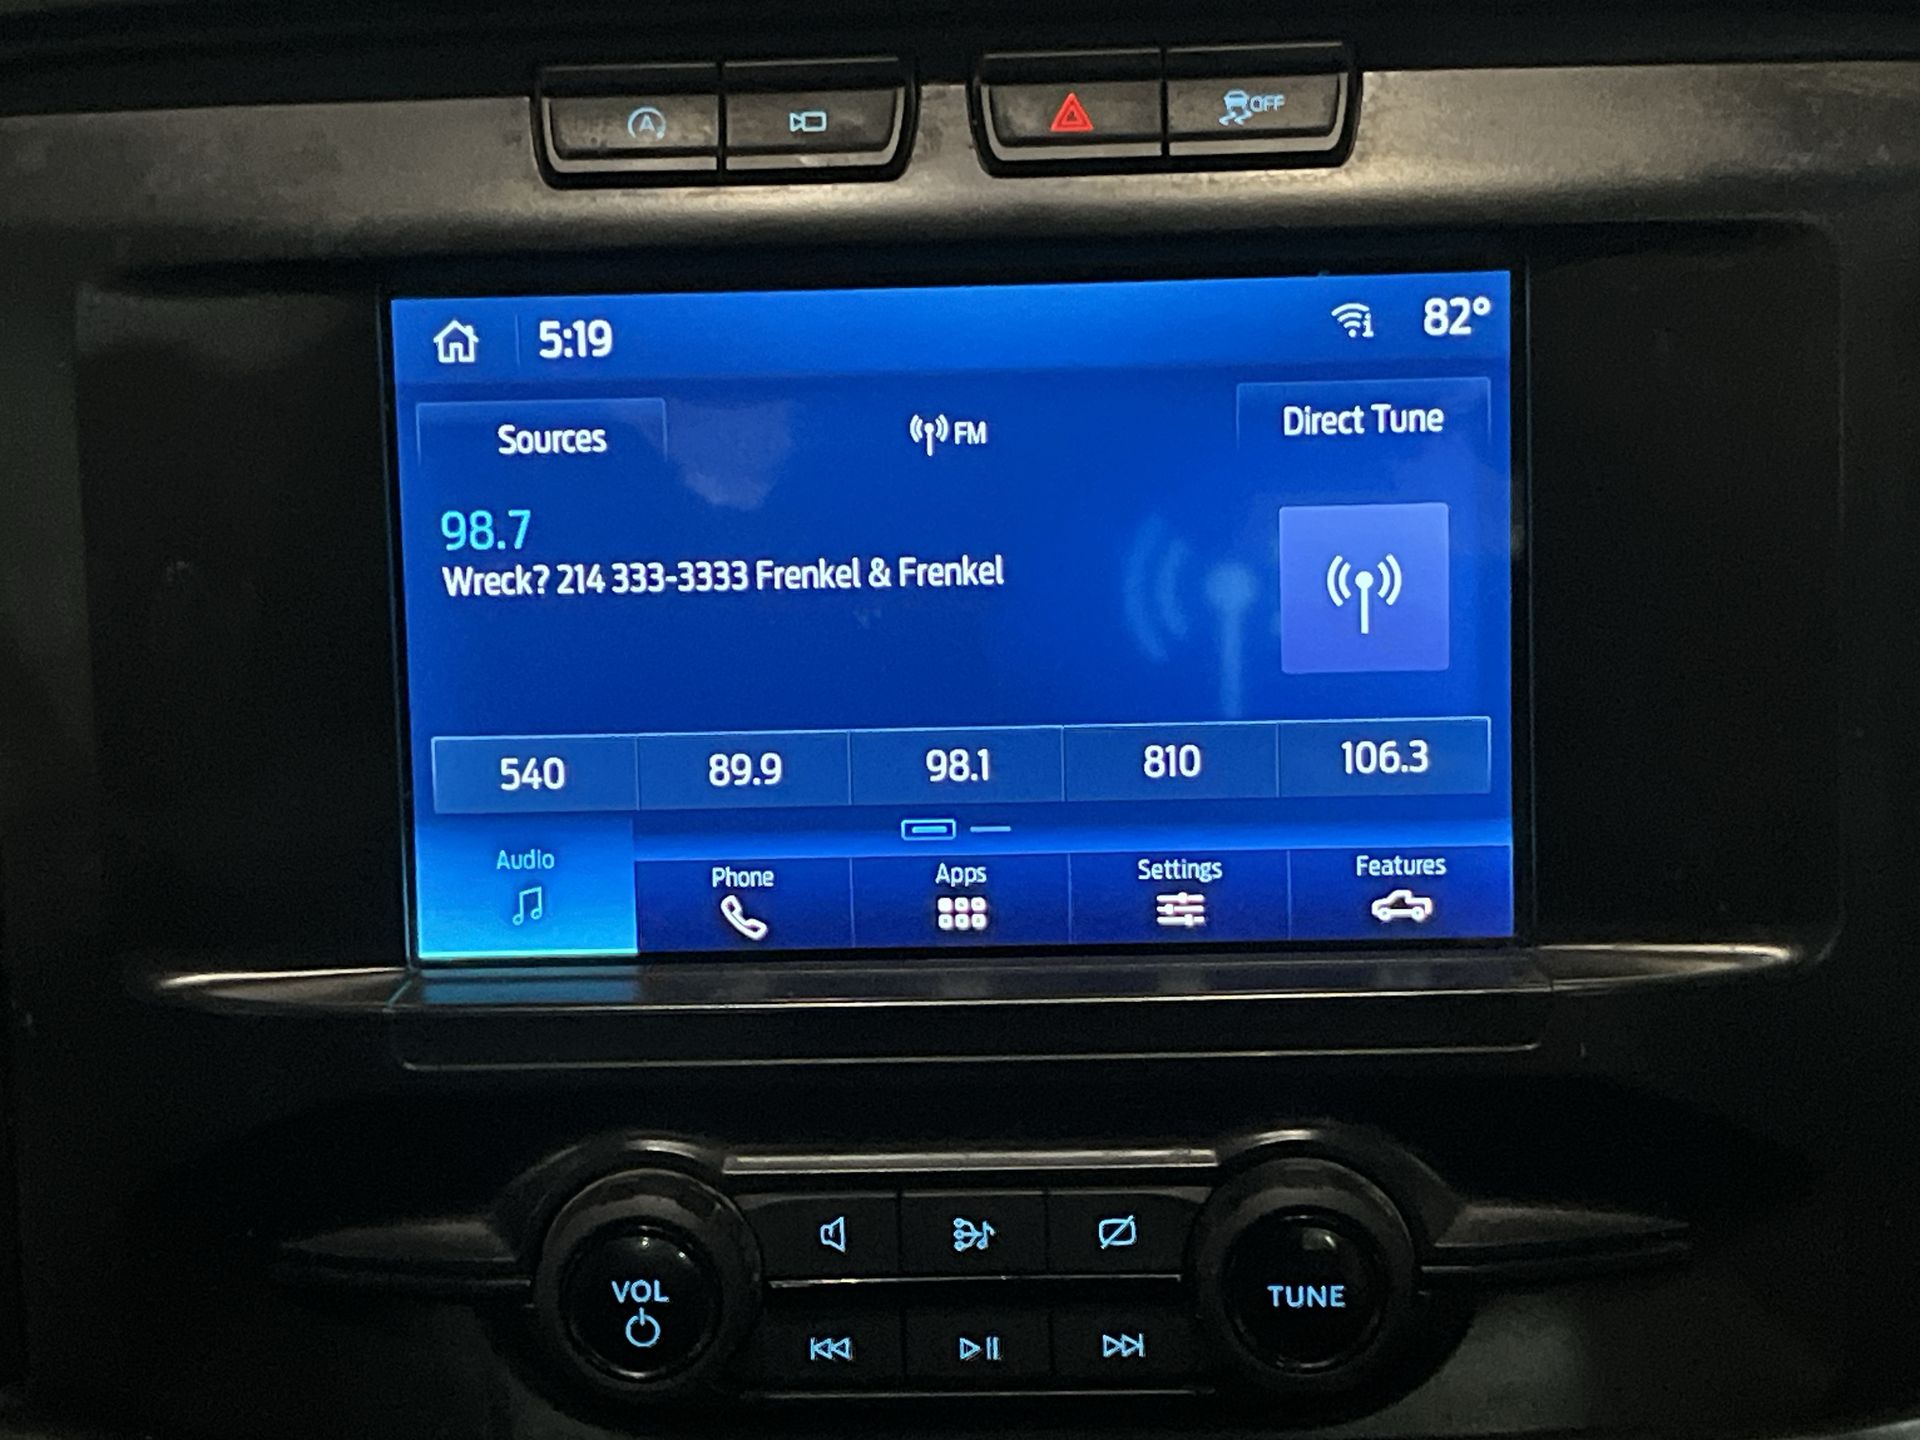 A
OFF
5:19
82°
Sources
FM
Direct Tune
98.7
Wreck? 214 333-3333 Frenkel & Frenkel
540 89.9 98.1 810 106.3
Audio Phone Apps Settings Features
VOL
TUNE